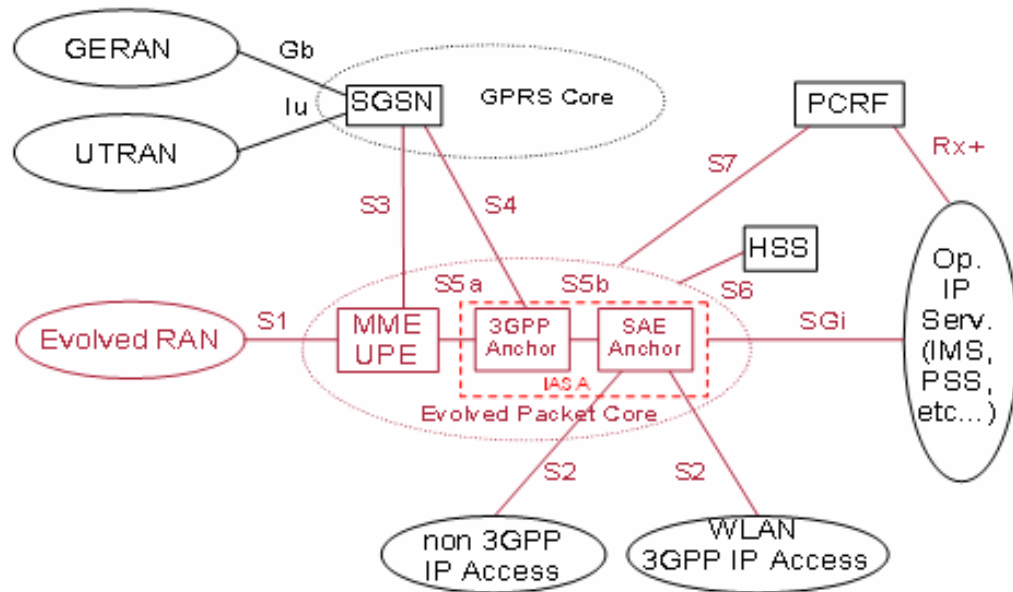 GERAN
Gb
SGSN
GPRS Core
PCRF
Iu
UTRAN
S7
Rx+
S3
S4
HSS
S5a
S5b
S6
Op.
IP
Serv.
(IMS,
PSS,
etc...)
Evolved RAN
S1
MME
UPE
3GPP
Anchor
SAE
Anchor
SGi
IASA
Evolved Packet Core
S2
S2
non 3GPP
IP Access
WLAN
3GPP IP Access